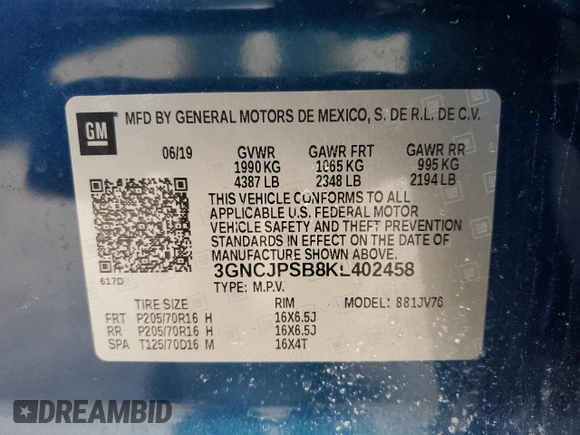 GM
MFD BY GENERAL MOTORS DE MEXICO, S. DE R.L. DE C.V.
06/19 GVWR GAWR FRT GAWR RR
1990 KG 1065 KG 995 KG
4387 LB 2348 LB 2194 LB
THIS VEHICLE CONFORMS TO ALL
APPLICABLE U.S. FEDERAL MOTOR
VEHICLE SAFETY AND THEFT PREVENTION
STANDARDS IN EFFECT ON THE DATE OF
MANUFACTURE SHOWN ABOVE.
617D
3GNCJPSB8KL402458
TYPE: M.P.V.
TIRE SIZE RIM MODEL: 881JV76
FRT P205/70R16 H 16X6.5J
RR P205/70R16 H 16X6.5J
SPA T125/70D16 M 16X4T
DREAMBID